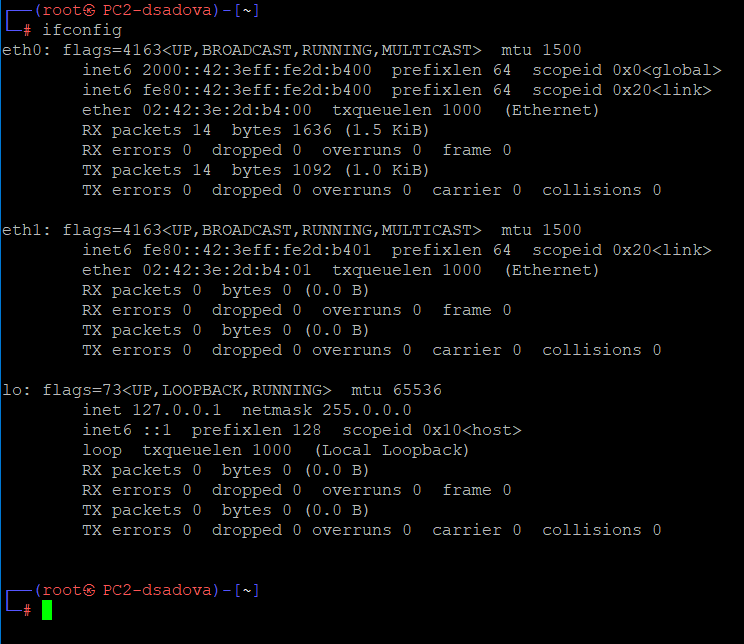 ┌──(root㉿ PC2-dsadova)-[~]
└─# ifconfig
eth0: flags=4163<UP,BROADCAST,RUNNING,MULTICAST>  mtu 1500
        inet6 2000::42:3eff:fe2d:b400  prefixlen 64  scopeid 0x0<global>
        inet6 fe80::42:3eff:fe2d:b400  prefixlen 64  scopeid 0x20<link>
        ether 02:42:3e:2d:b4:00  txqueuelen 1000  (Ethernet)
        RX packets 14  bytes 1636 (1.5 KiB)
        RX errors 0  dropped 0  overruns 0  frame 0
        TX packets 14  bytes 1092 (1.0 KiB)
        TX errors 0  dropped 0 overruns 0  carrier 0  collisions 0

eth1: flags=4163<UP,BROADCAST,RUNNING,MULTICAST>  mtu 1500
        inet6 fe80::42:3eff:fe2d:b401  prefixlen 64  scopeid 0x20<link>
        ether 02:42:3e:2d:b4:01  txqueuelen 1000  (Ethernet)
        RX packets 0  bytes 0 (0.0 B)
        RX errors 0  dropped 0  overruns 0  frame 0
        TX packets 0  bytes 0 (0.0 B)
        TX errors 0  dropped 0 overruns 0  carrier 0  collisions 0

lo: flags=73<UP,LOOPBACK,RUNNING>  mtu 65536
        inet 127.0.0.1  netmask 255.0.0.0
        inet6 ::1  prefixlen 128  scopeid 0x10<host>
        loop  txqueuelen 1000  (Local Loopback)
        RX packets 0  bytes 0 (0.0 B)
        RX errors 0  dropped 0  overruns 0  frame 0
        TX packets 0  bytes 0 (0.0 B)
        TX errors 0  dropped 0 overruns 0  carrier 0  collisions 0

┌──(root㉿ PC2-dsadova)-[~]
└─#